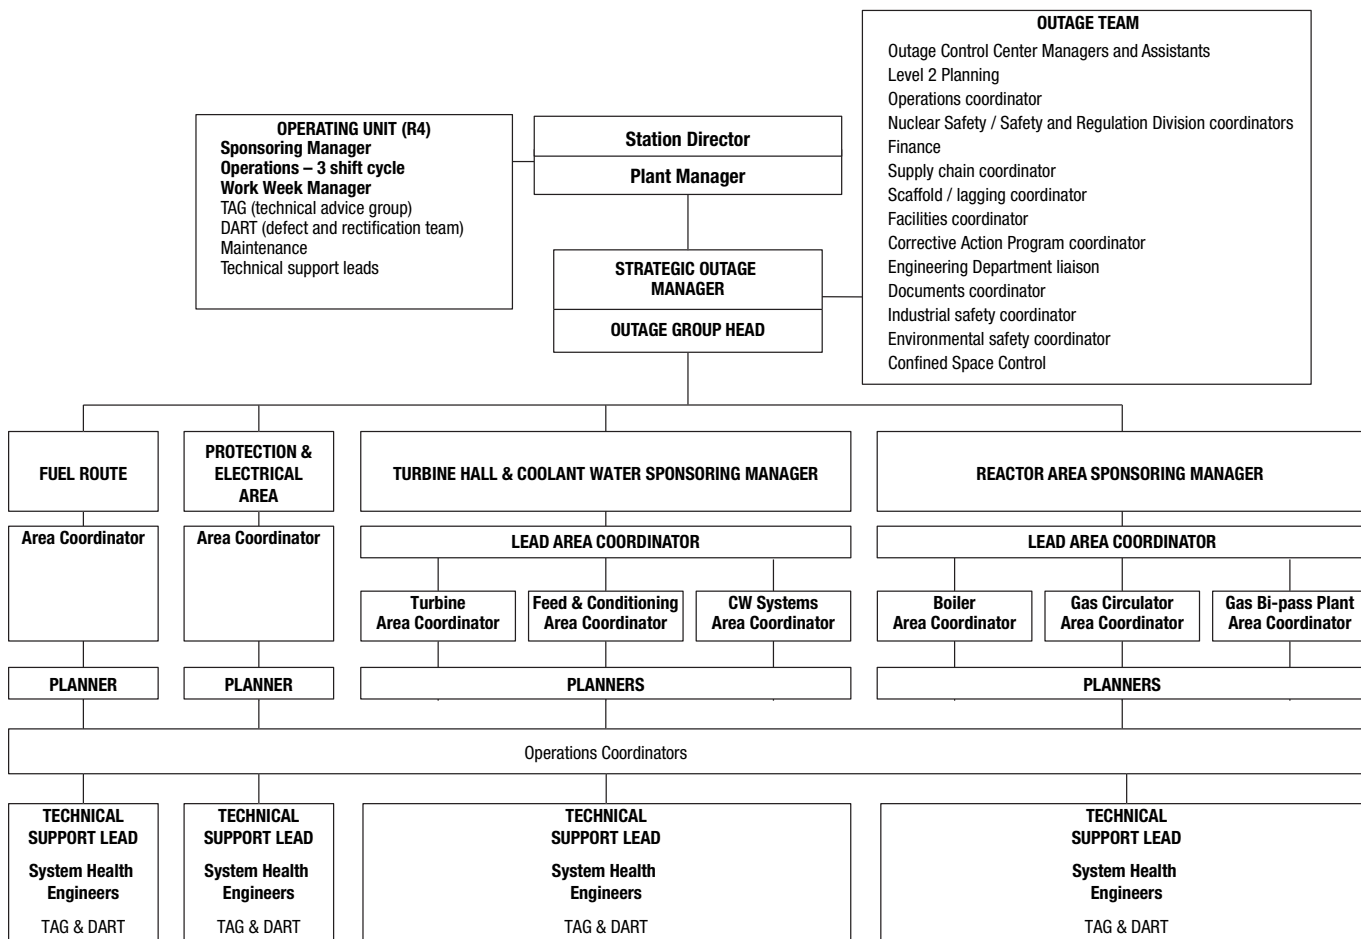 OUTAGE TEAM
Outage Control Center Managers and Assistants
Level 2 Planning
Operations coordinator
Nuclear Safety / Safety and Regulation Division coordinators
Finance
Supply chain coordinator
Scaffold / lagging coordinator
Facilities coordinator
Corrective Action Program coordinator
Engineering Department liaison
Documents coordinator
Industrial safety coordinator
Environmental safety coordinator
Confined Space Control
OPERATING UNIT (R4)
Sponsoring Manager
Operations – 3 shift cycle
Work Week Manager
TAG (technical advice group)
DART (defect and rectification team)
Maintenance
Technical support leads
Station Director
Plant Manager
STRATEGIC OUTAGE
MANAGER
OUTAGE GROUP HEAD
FUEL ROUTE
PROTECTION &
ELECTRICAL
AREA
TURBINE HALL & COOLANT WATER SPONSORING MANAGER
REACTOR AREA SPONSORING MANAGER
Area Coordinator
Area Coordinator
LEAD AREA COORDINATOR
LEAD AREA COORDINATOR
Turbine
Area Coordinator
Feed & Conditioning
Area Coordinator
CW Systems
Area Coordinator
Boiler
Area Coordinator
Gas Circulator
Area Coordinator
Gas Bi-pass Plant
Area Coordinator
PLANNER
PLANNER
PLANNERS
PLANNERS
Operations Coordinators
TECHNICAL
SUPPORT LEAD
System Health
Engineers
TAG & DART
TECHNICAL
SUPPORT LEAD
System Health
Engineers
TAG & DART
TECHNICAL
SUPPORT LEAD
System Health
Engineers
TAG & DART
TECHNICAL
SUPPORT LEAD
System Health
Engineers
TAG & DART